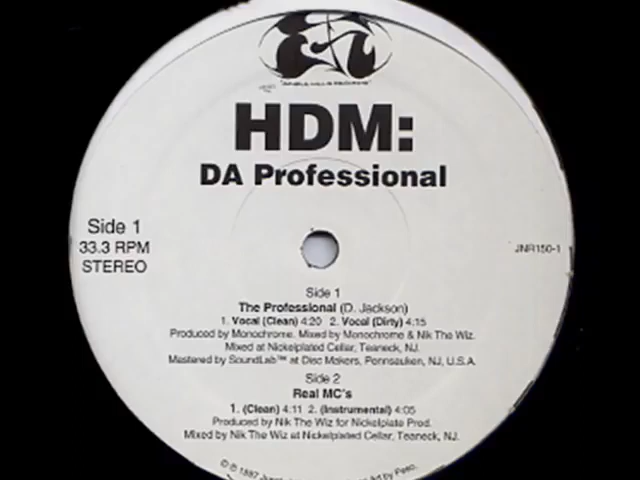 HDM:
DA Professional
Side 1
33.3 RPM
STEREO
JNR150-1
Side 1
The Professional (D. Jackson)
1. Vocal (Clean) 4:20 2. Vocal (Dirty) 4:15
Produced by Monochrome. Mixed by Monochrome & Nik The Wiz.
Mixed at Nickelplated Cellar, Teaneck, NJ.
Mastered by SoundLab™ at Disc Makers, Pennsauken, NJ, U.S.A.
Side 2
Real MC's
1. (Clean) 4:11 2. (Instrumental) 4:05
Produced by Nik The Wiz for Nickelplate Prod.
Mixed by Nik The Wiz at Nickelplated Cellar, Teaneck, NJ.
℗ © 1997 Art by Peso.